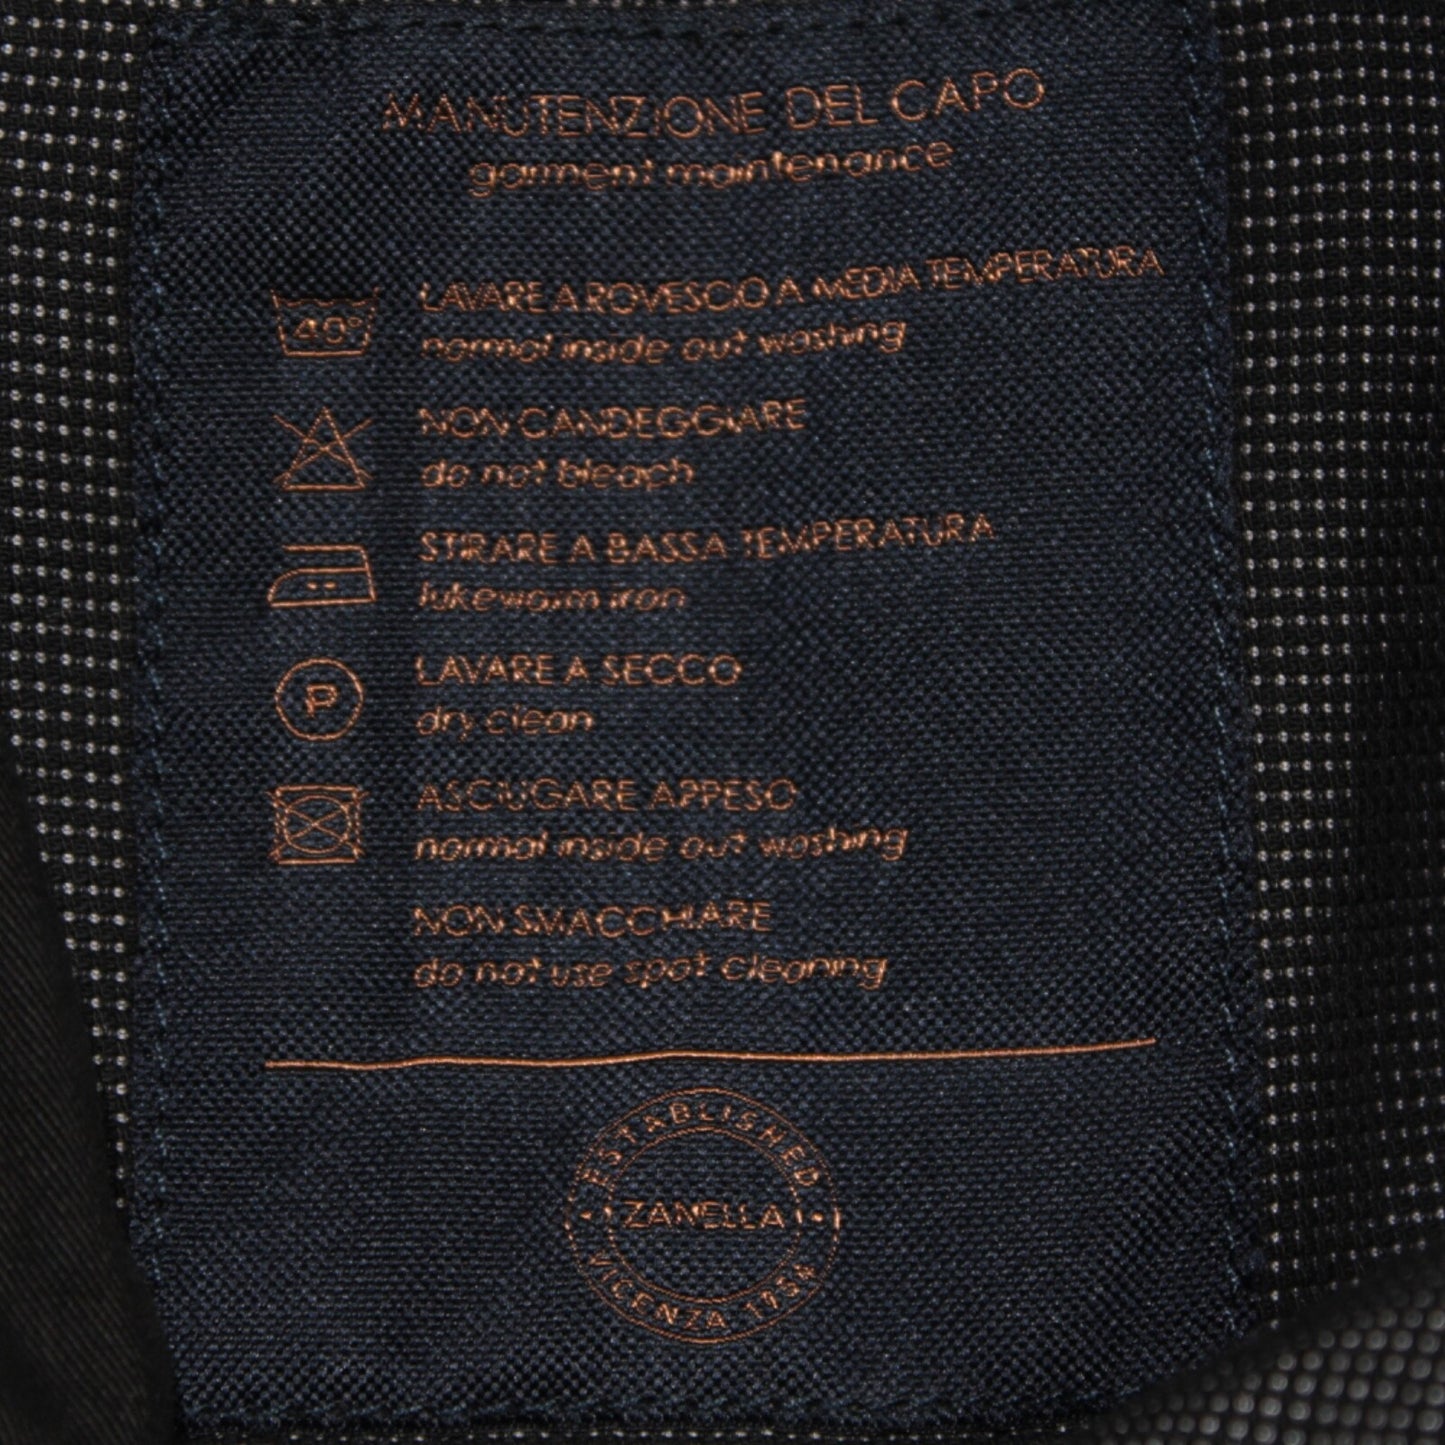 MANUTENZIONE DEL CAPO
garment maintenance
40°
LAVARE A ROVESCIO A MEDIA TEMPERATURA
normal inside out washing
NON CANDEGGIARE
do not bleach
STIRARE A BASSA TEMPERATURA
lukewarm iron
P
LAVARE A SECCO
dry clean
ASCIUGARE APPESO
normal inside out washing
NON SMACCHIARE
do not use spot cleaning
ESTABLISHED
ZANELLA
VICENZA 1954